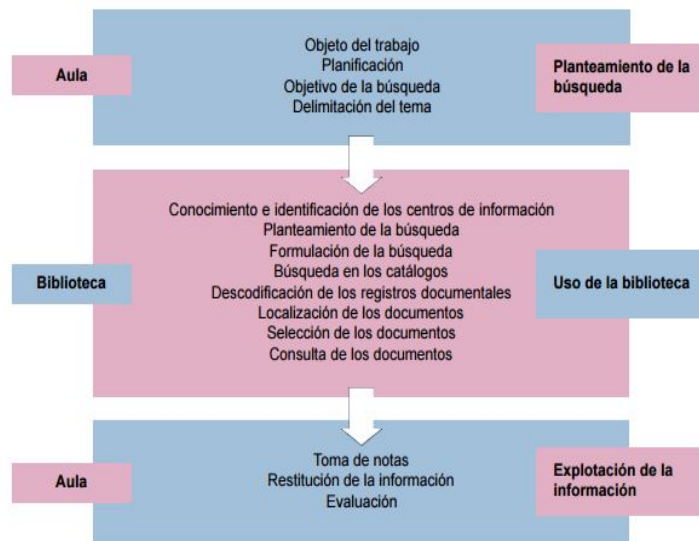 Aula
Objeto del trabajo
Planificación
Objetivo de la búsqueda
Delimitación del tema
Planteamiento de la
búsqueda
Biblioteca
Conocimiento e identificación de los centros de información
Planteamiento de la búsqueda
Formulación de la búsqueda
Búsqueda en los catálogos
Descodificación de los registros documentales
Localización de los documentos
Selección de los documentos
Consulta de los documentos
Uso de la biblioteca
Aula
Toma de notas
Restitución de la información
Evaluación
Explotación de la
información